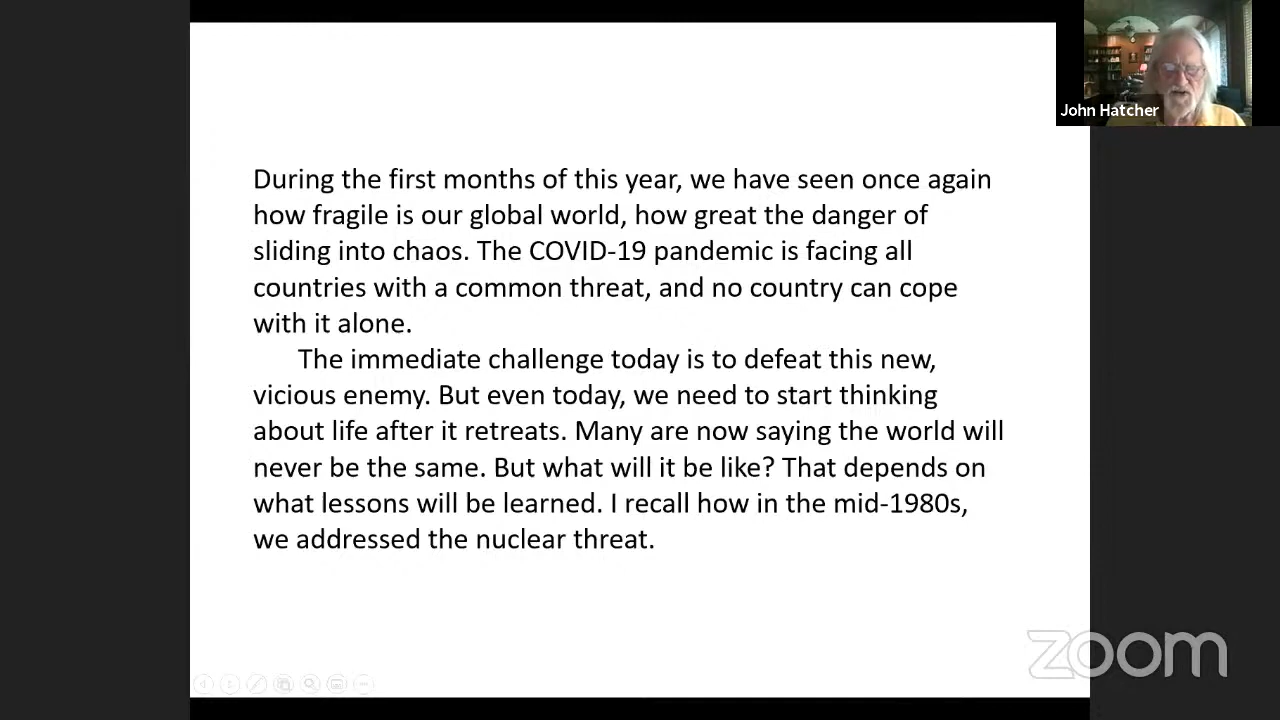 John Hatcher
During the first months of this year, we have seen once again
how fragile is our global world, how great the danger of
sliding into chaos. The COVID-19 pandemic is facing all
countries with a common threat, and no country can cope
with it alone.
The immediate challenge today is to defeat this new,
vicious enemy. But even today, we need to start thinking
about life after it retreats. Many are now saying the world will
never be the same. But what will it be like? That depends on
what lessons will be learned. I recall how in the mid-1980s,
we addressed the nuclear threat.
zoom